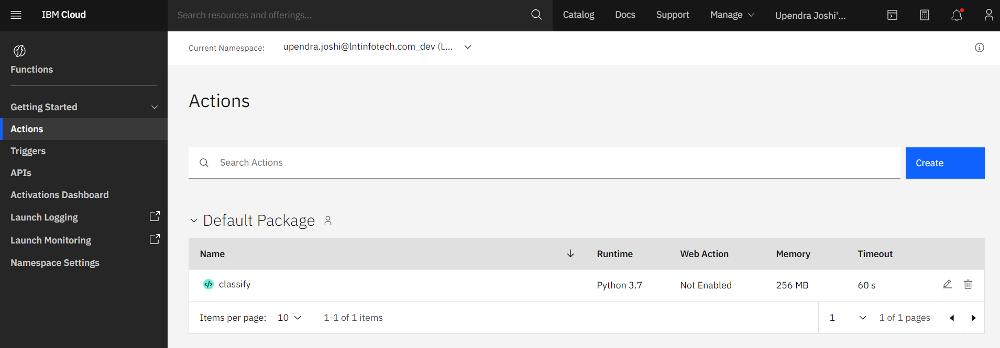 IBM Cloud
Search resources and offerings...
Catalog
Docs
Support
Manage
Upendra Joshi'...
Functions
Getting Started
Actions
Triggers
APIs
Activations Dashboard
Launch Logging
Launch Monitoring
Namespace Settings
Current Namespace: upendra.joshi@lntinfotech.com_dev (L...
Actions
Search Actions
Create
Default Package
Name Runtime Web Action Memory Timeout
classify Python 3.7 Not Enabled 256 MB 60 s
Items per page: 10 1-1 of 1 items 1 1 of 1 pages